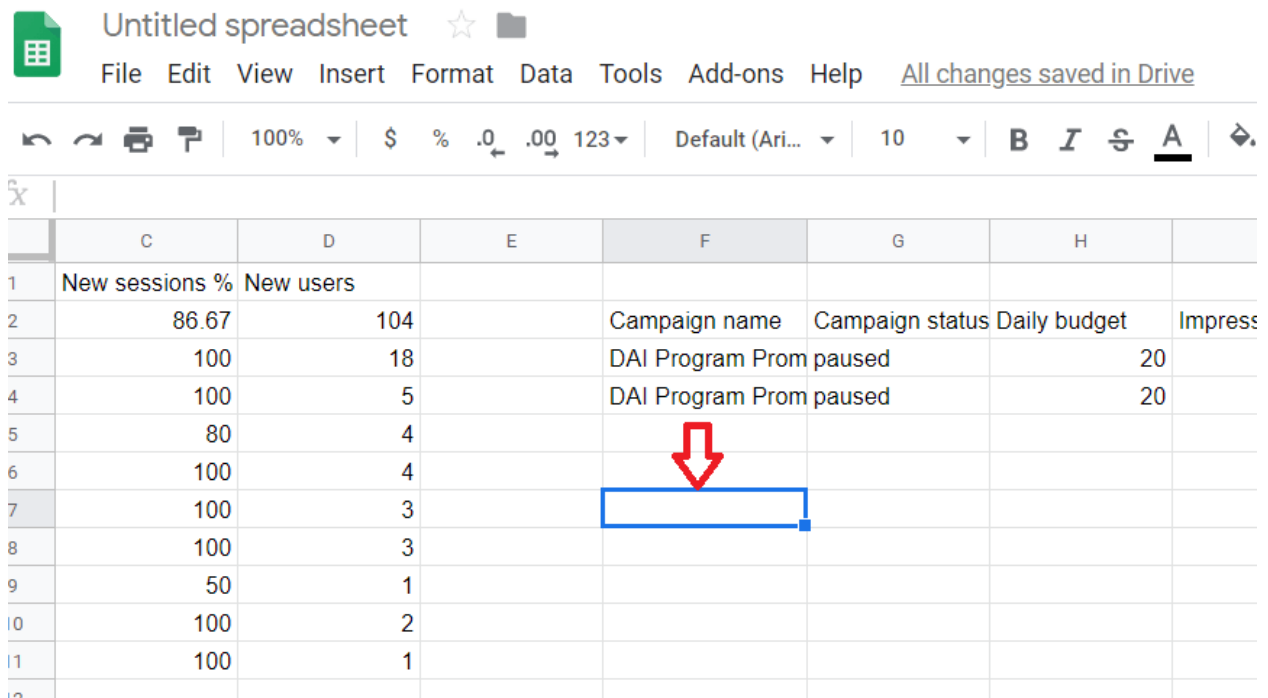 Untitled spreadsheet
File Edit View Insert Format Data Tools Add-ons Help All changes saved in Drive
100% $ % .0 .00 123 Default (Ari... 10 B I S A
fx
C D E F G H
1 New sessions % New users
2 86.67 104 Campaign name Campaign status Daily budget Impress
3 100 18 DAI Program Prom paused 20
4 100 5 DAI Program Prom paused 20
5 80 4
6 100 4
7 100 3
8 100 3
9 50 1
10 100 2
11 100 1
12